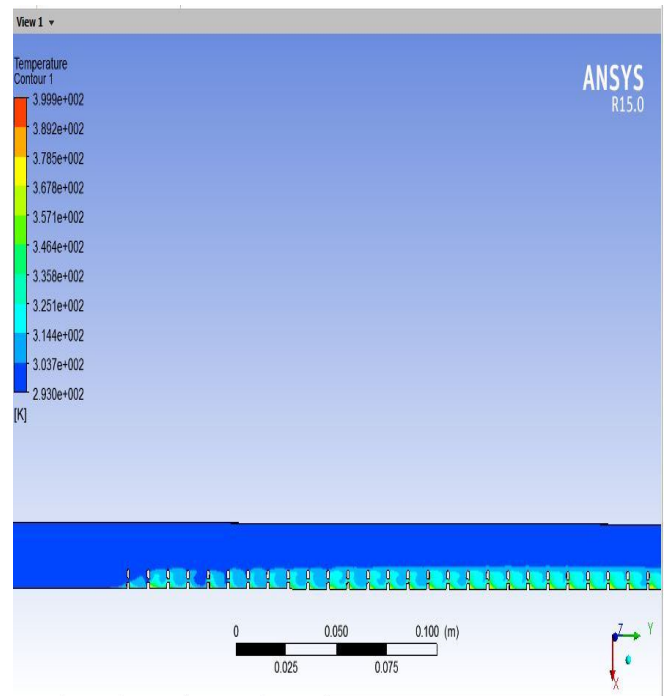 View 1
Temperature
Contour 1
3.999e+002
3.892e+002
3.785e+002
3.678e+002
3.571e+002
3.464e+002
3.358e+002
3.251e+002
3.144e+002
3.037e+002
2.930e+002
[K]
ANSYS
R15.0
0 0.050 0.100 (m)
0.025 0.075
Z Y
X